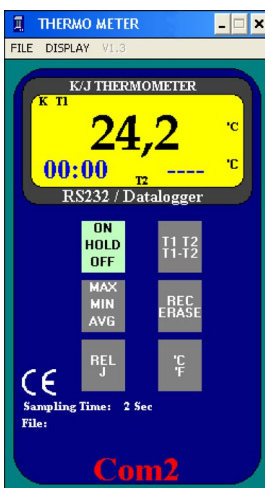 THERMO METER
FILE DISPLAY V1.3
K/J THERMOMETER
K T1
24,2 °C
00:00 T2 ---- °C
RS232 / Datalogger
ON
HOLD
OFF
T1 T2
T1-T2
MAX
MIN
AVG
REC
ERASE
REL
J
°C
°F
CE
Sampling Time: 2 Sec
File:
Com2